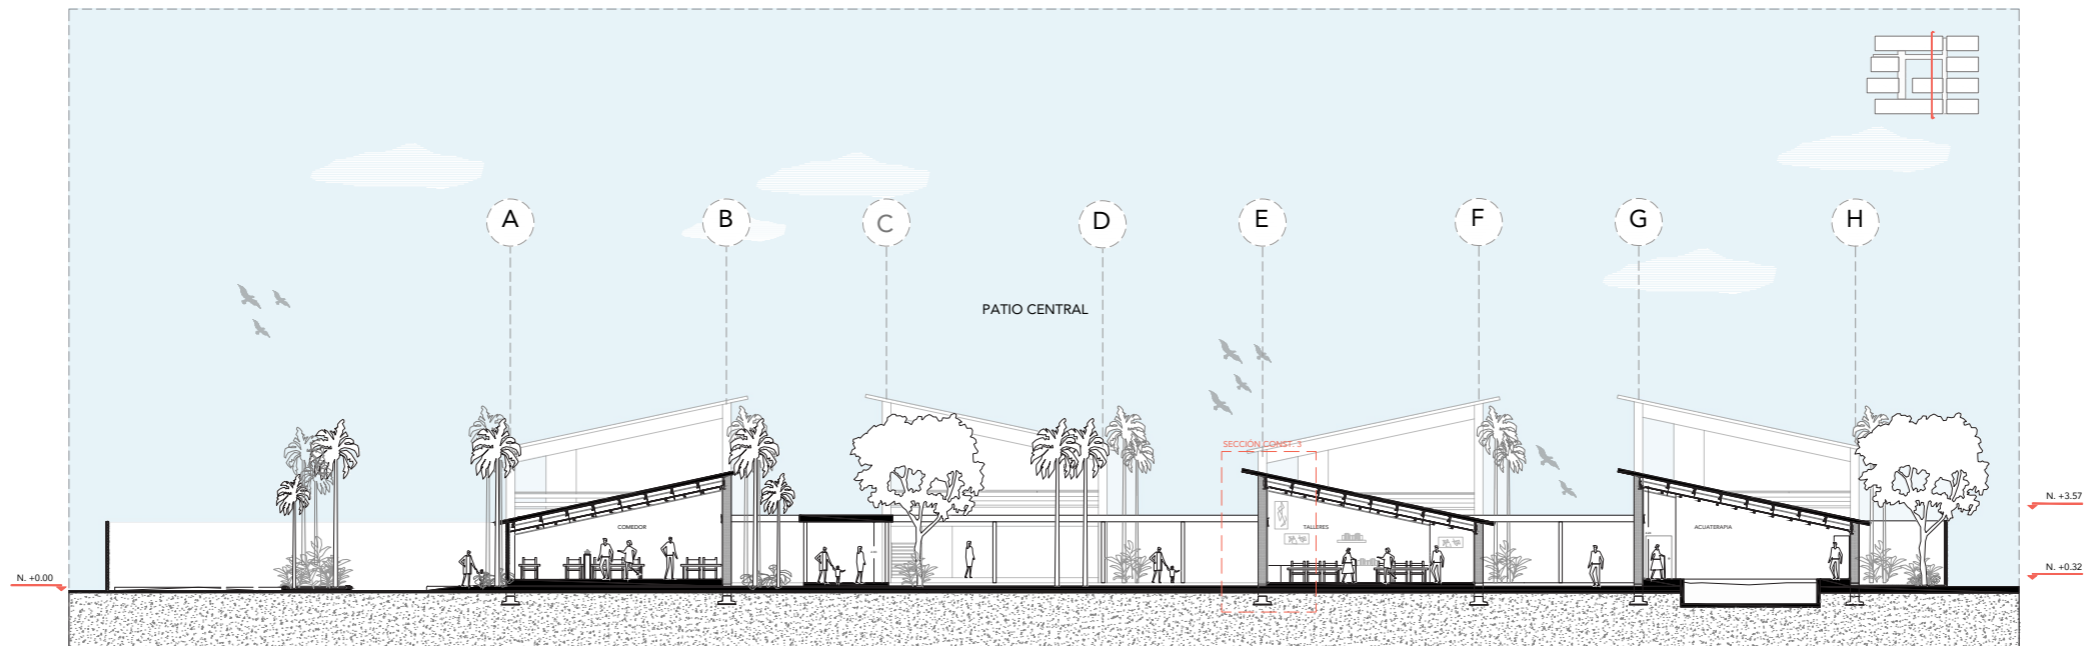 A
B
C
D
E
F
G
H
PATIO CENTRAL
SECCIÓN CONST. 3
N. +3.57
COMEDOR
TALLERES
ACUATERAPIA
N. +0.00
N. +0.32